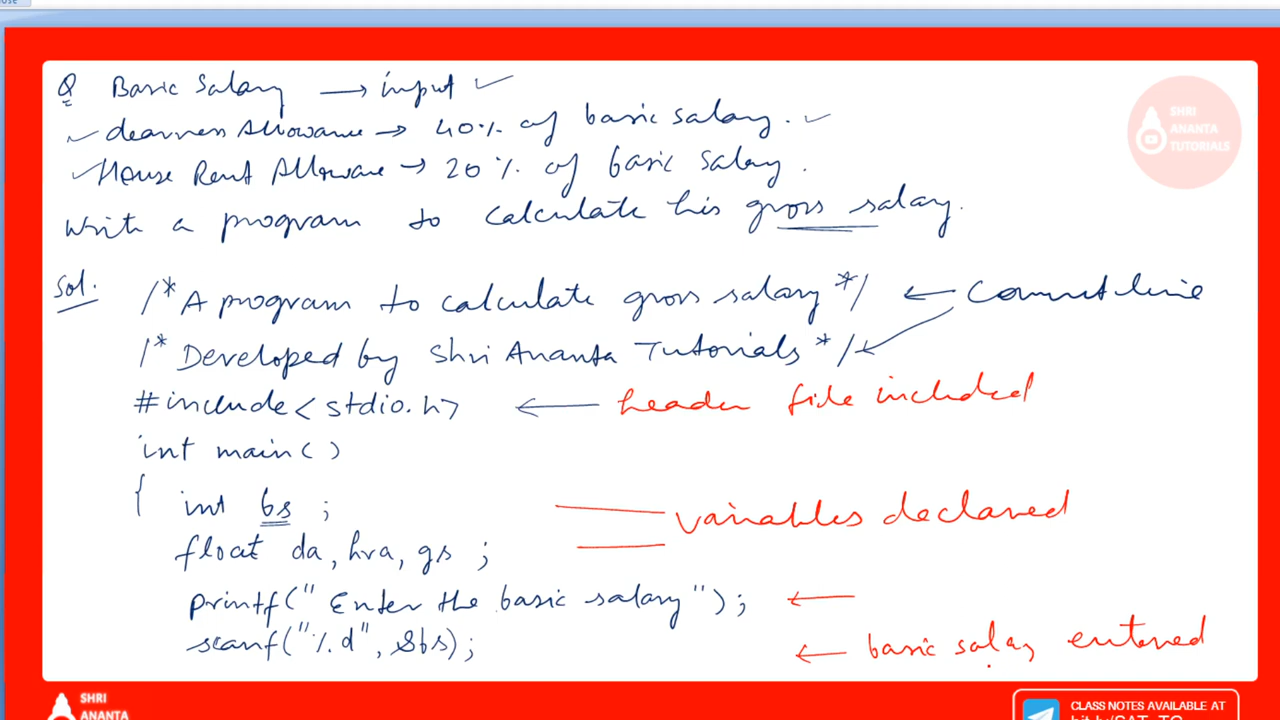 ose
SHRI
ANANTA
TUTORIALS
Q Basic Salary → input ✓
✓ dearness Allowance → 40% of basic salary. ✓
✓ House Rent Allowance → 20% of basic salary.
Write a program to calculate his gross salary.
Sol. /* A program to calculate gross salary */ ← Comment line
/* Developed by Shri Ananta Tutorials */
#include< stdio.h> ← header file included
int main( )
{ int bs ; variables declared
float da, hra, gs ;
printf(" Enter the basic salary"); ←
scanf("%d", &bs); ← basic salary entered
SHRI
ANANTA
CLASS NOTES AVAILABLE AT